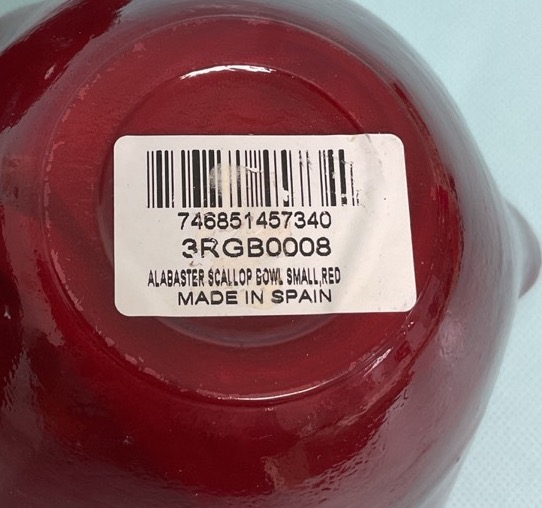 746851457340
3RGB0008
ALABASTER SCALLOP BOWL SMALL,RED
MADE IN SPAIN